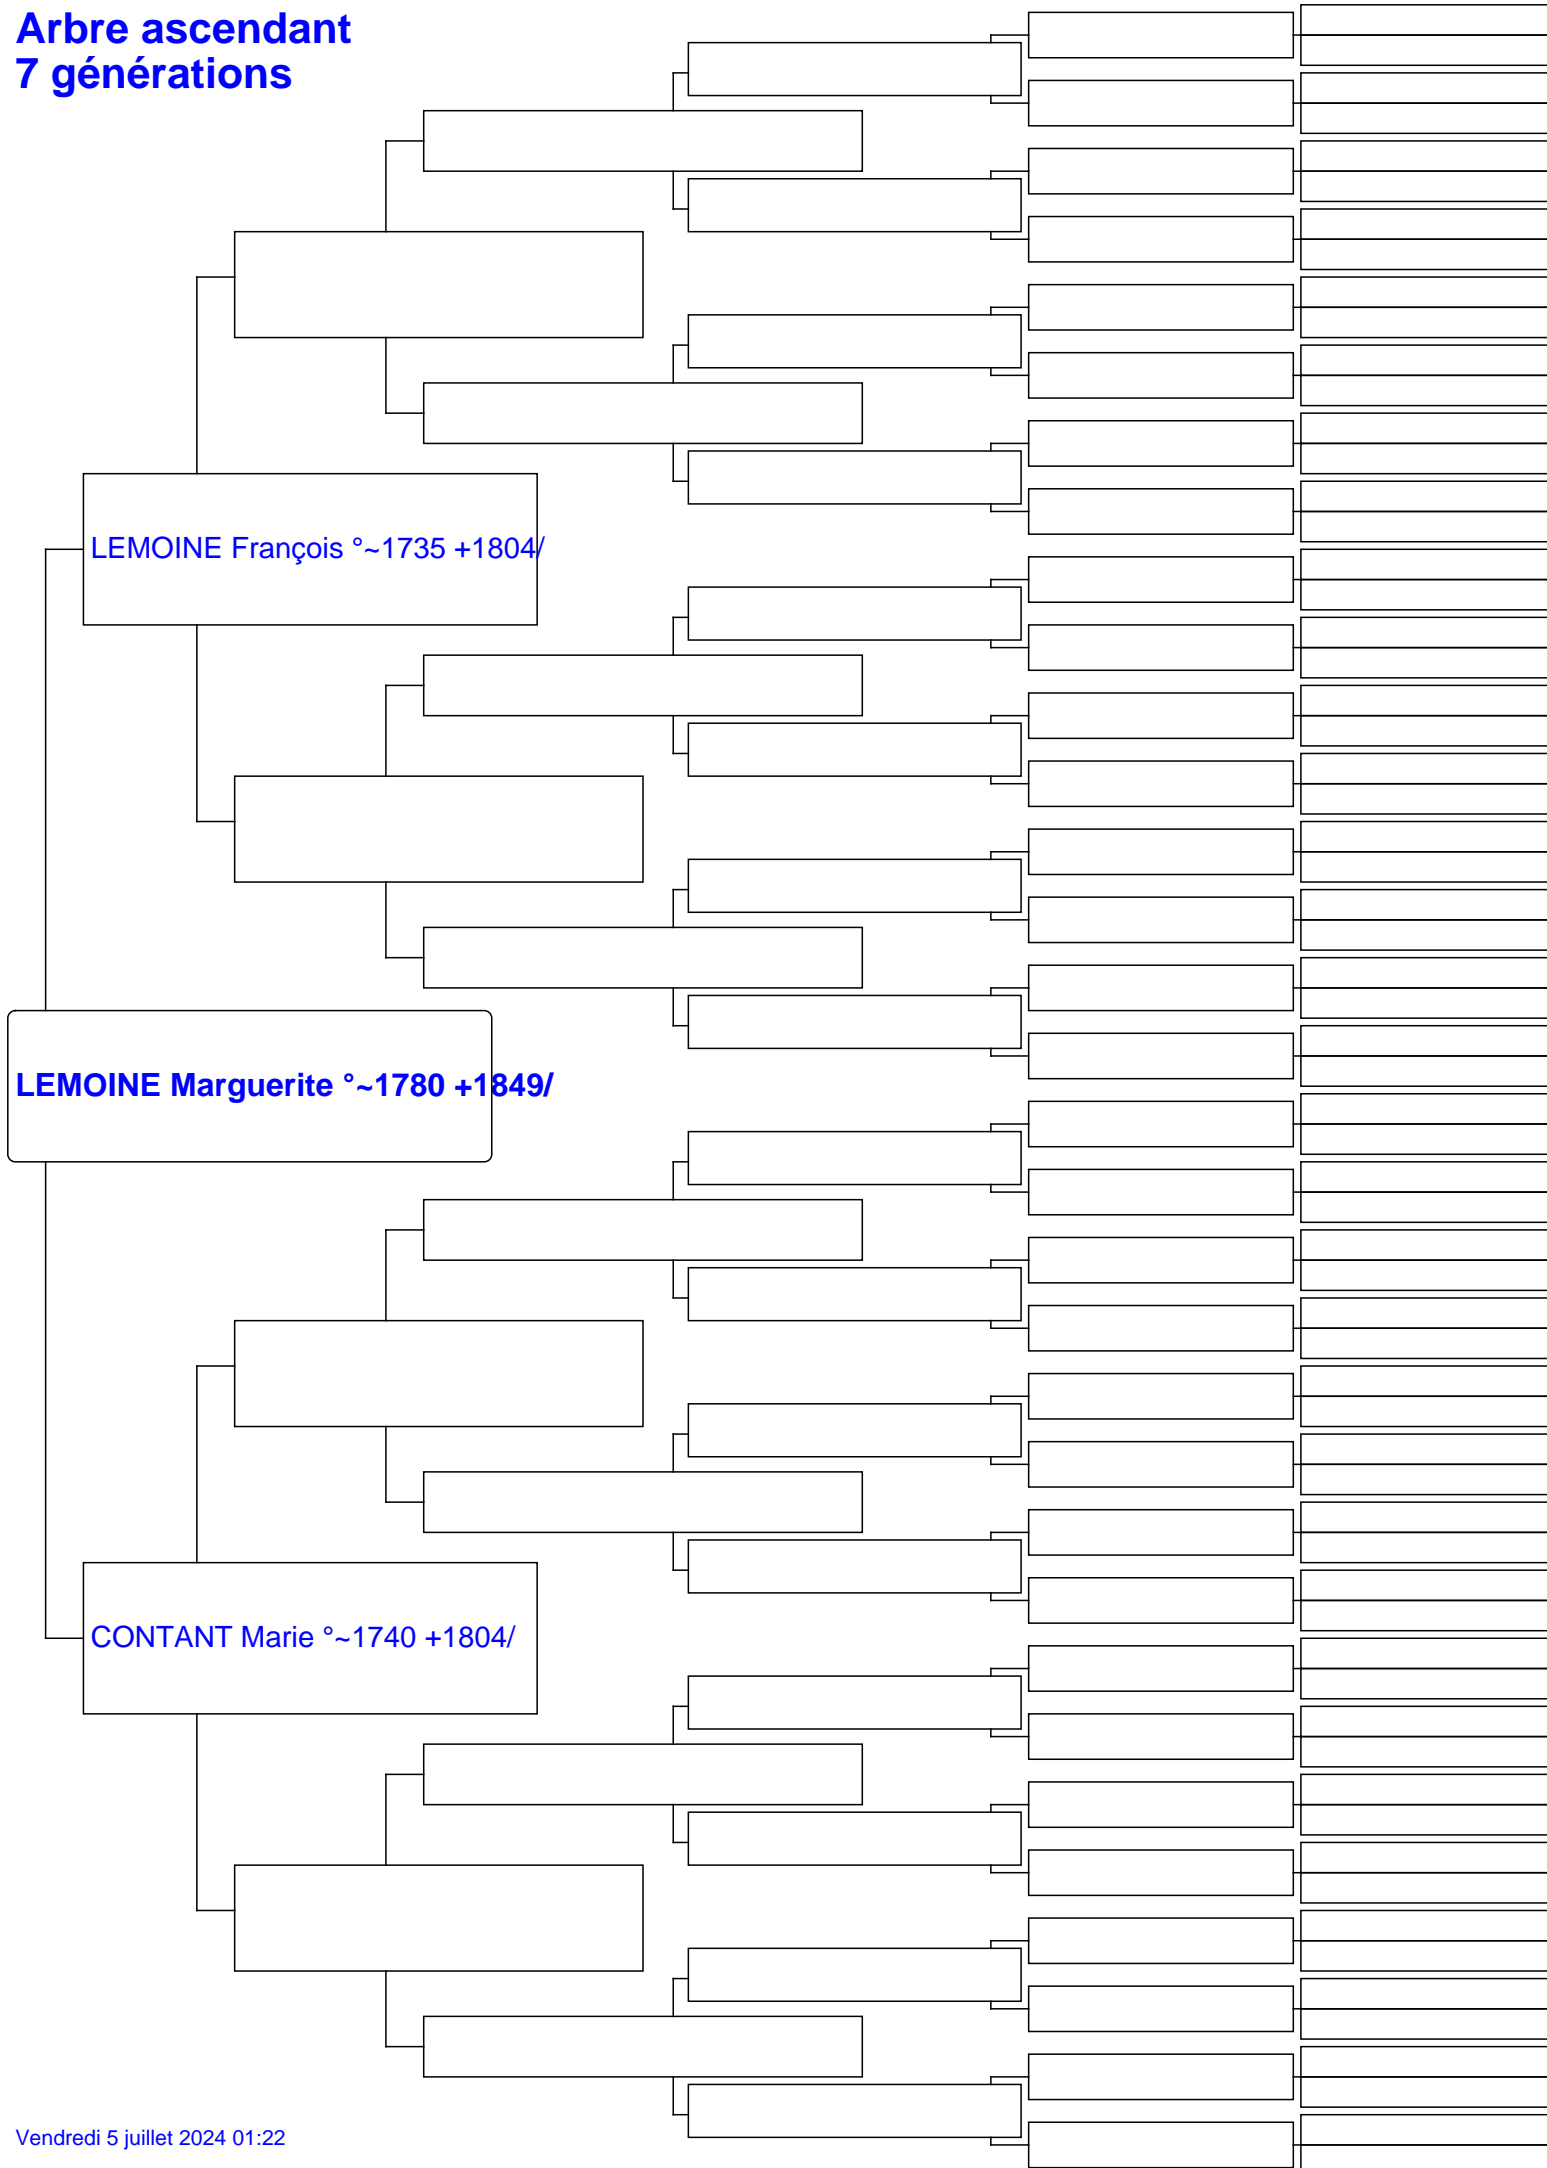 Arbre ascendant
7 générations
LEMOINE François °~1735 +1804/
LEMOINE Marguerite °~1780 +1849/
CONTANT Marie °~1740 +1804/
Vendredi 5 juillet 2024 01:22